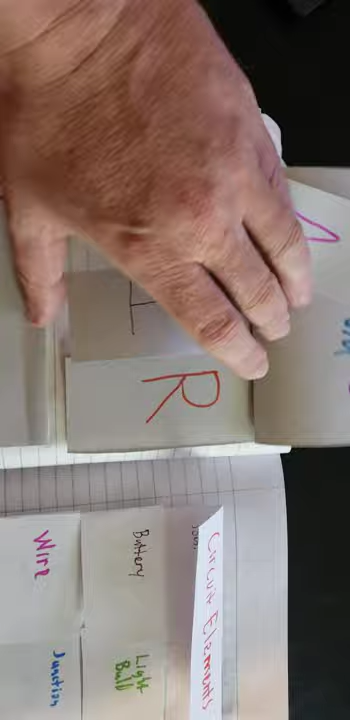 I
R
Circuit Elements
Battery
Light
Bulb
Wire
Junction